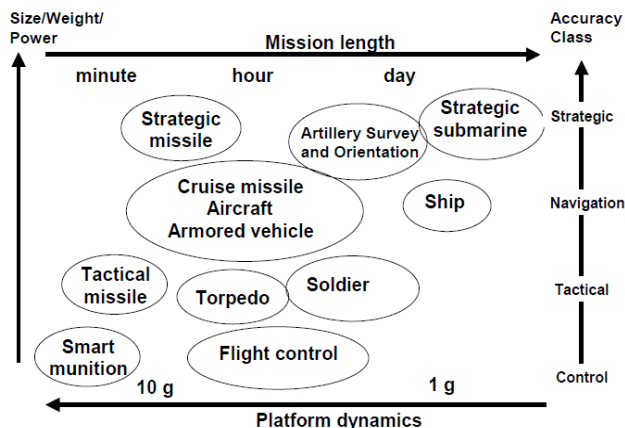 Size/Weight/
Power
Mission length
Accuracy
Class
minute
hour
day
Strategic
missile
Artillery Survey
and Orientation
Strategic
submarine
Strategic
Cruise missile
Aircraft
Armored vehicle
Ship
Navigation
Tactical
missile
Torpedo
Soldier
Tactical
Smart
munition
Flight control
Control
10 g
1 g
Platform dynamics